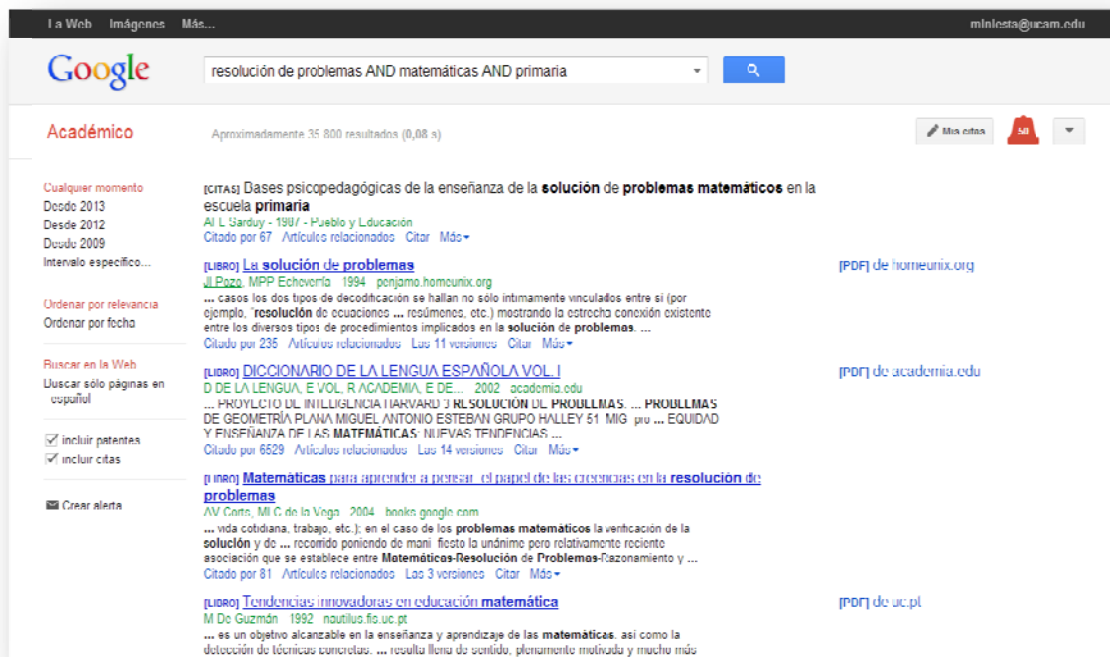 La Web Imágenes Más...
miniesta@ucam.edu
Google
resolución de problemas AND matemáticas AND primaria
Académico
Aproximadamente 35.800 resultados (0,08 s)
Mis citas
50
Cualquier momento
Desde 2013
Desde 2012
Desde 2009
Intervalo específico...
Ordenar por relevancia
Ordenar por fecha
Buscar en la Web
Buscar sólo páginas en
español
incluir patentes
incluir citas
Crear alerta
[CITAS] Bases psicopedagógicas de la enseñanza de la solución de problemas matemáticos en la
escuela primaria
AF L Sarduy - 1987 - Pueblo y Educación
Citado por 67 Artículos relacionados Citar Más
[LIBRO] La solución de problemas
JI Pozo, MPP Echeverría 1994 penjamo.homeunix.org
... casos los dos tipos de decodificación se hallan no sólo íntimamente vinculados entre sí (por
ejemplo, "resolución de ecuaciones ... resúmenes, etc.) mostrando la estrecha conexión existente
entre los diversos tipos de procedimientos implicados en la solución de problemas. ...
Citado por 235 Artículos relacionados Las 11 versiones Citar Más
[PDF] de homeunix.org
[LIBRO] DICCIONARIO DE LA LENGUA ESPAÑOLA VOL. I
D DE LA LENGUA, E VOL, R ACADEMIA, E DE... 2002 academia.edu
... PROYECTO DE INTELIGENCIA HARVARD 3 RESOLUCIÓN DE PROBLEMAS. ... PROBLEMAS
DE GEOMETRÍA PLANA MIGUEL ANTONIO ESTEBAN GRUPO HALLEY 51 MIG pro ... EQUIDAD
Y ENSEÑANZA DE LAS MATEMÁTICAS: NUEVAS TENDENCIAS ...
Citado por 6529 Artículos relacionados Las 14 versiones Citar Más
[PDF] de academia.edu
[LIBRO] Matemáticas para aprender a pensar: el papel de las creencias en la resolución de
problemas
AV Corts, MLC de la Vega 2004 books.google.com
... vida cotidiana, trabajo, etc.); en el caso de los problemas matemáticos la verificación de la
solución y de ... recorrido poniendo de mani fiesto la unánime pero relativamente reciente
asociación que se establece entre Matemáticas-Resolución de Problemas-Razonamiento y ...
Citado por 81 Artículos relacionados Las 3 versiones Citar Más
[LIBRO] Tendencias innovadoras en educación matemática
M De Guzmán 1992 nautilus.fis.uc.pt
... es un objetivo alcanzable en la enseñanza y aprendizaje de las matemáticas, así como la
detección de técnicas concretas. ... resulta llena de sentido, plenamente motivada y mucho más
[PDF] de uc.pt